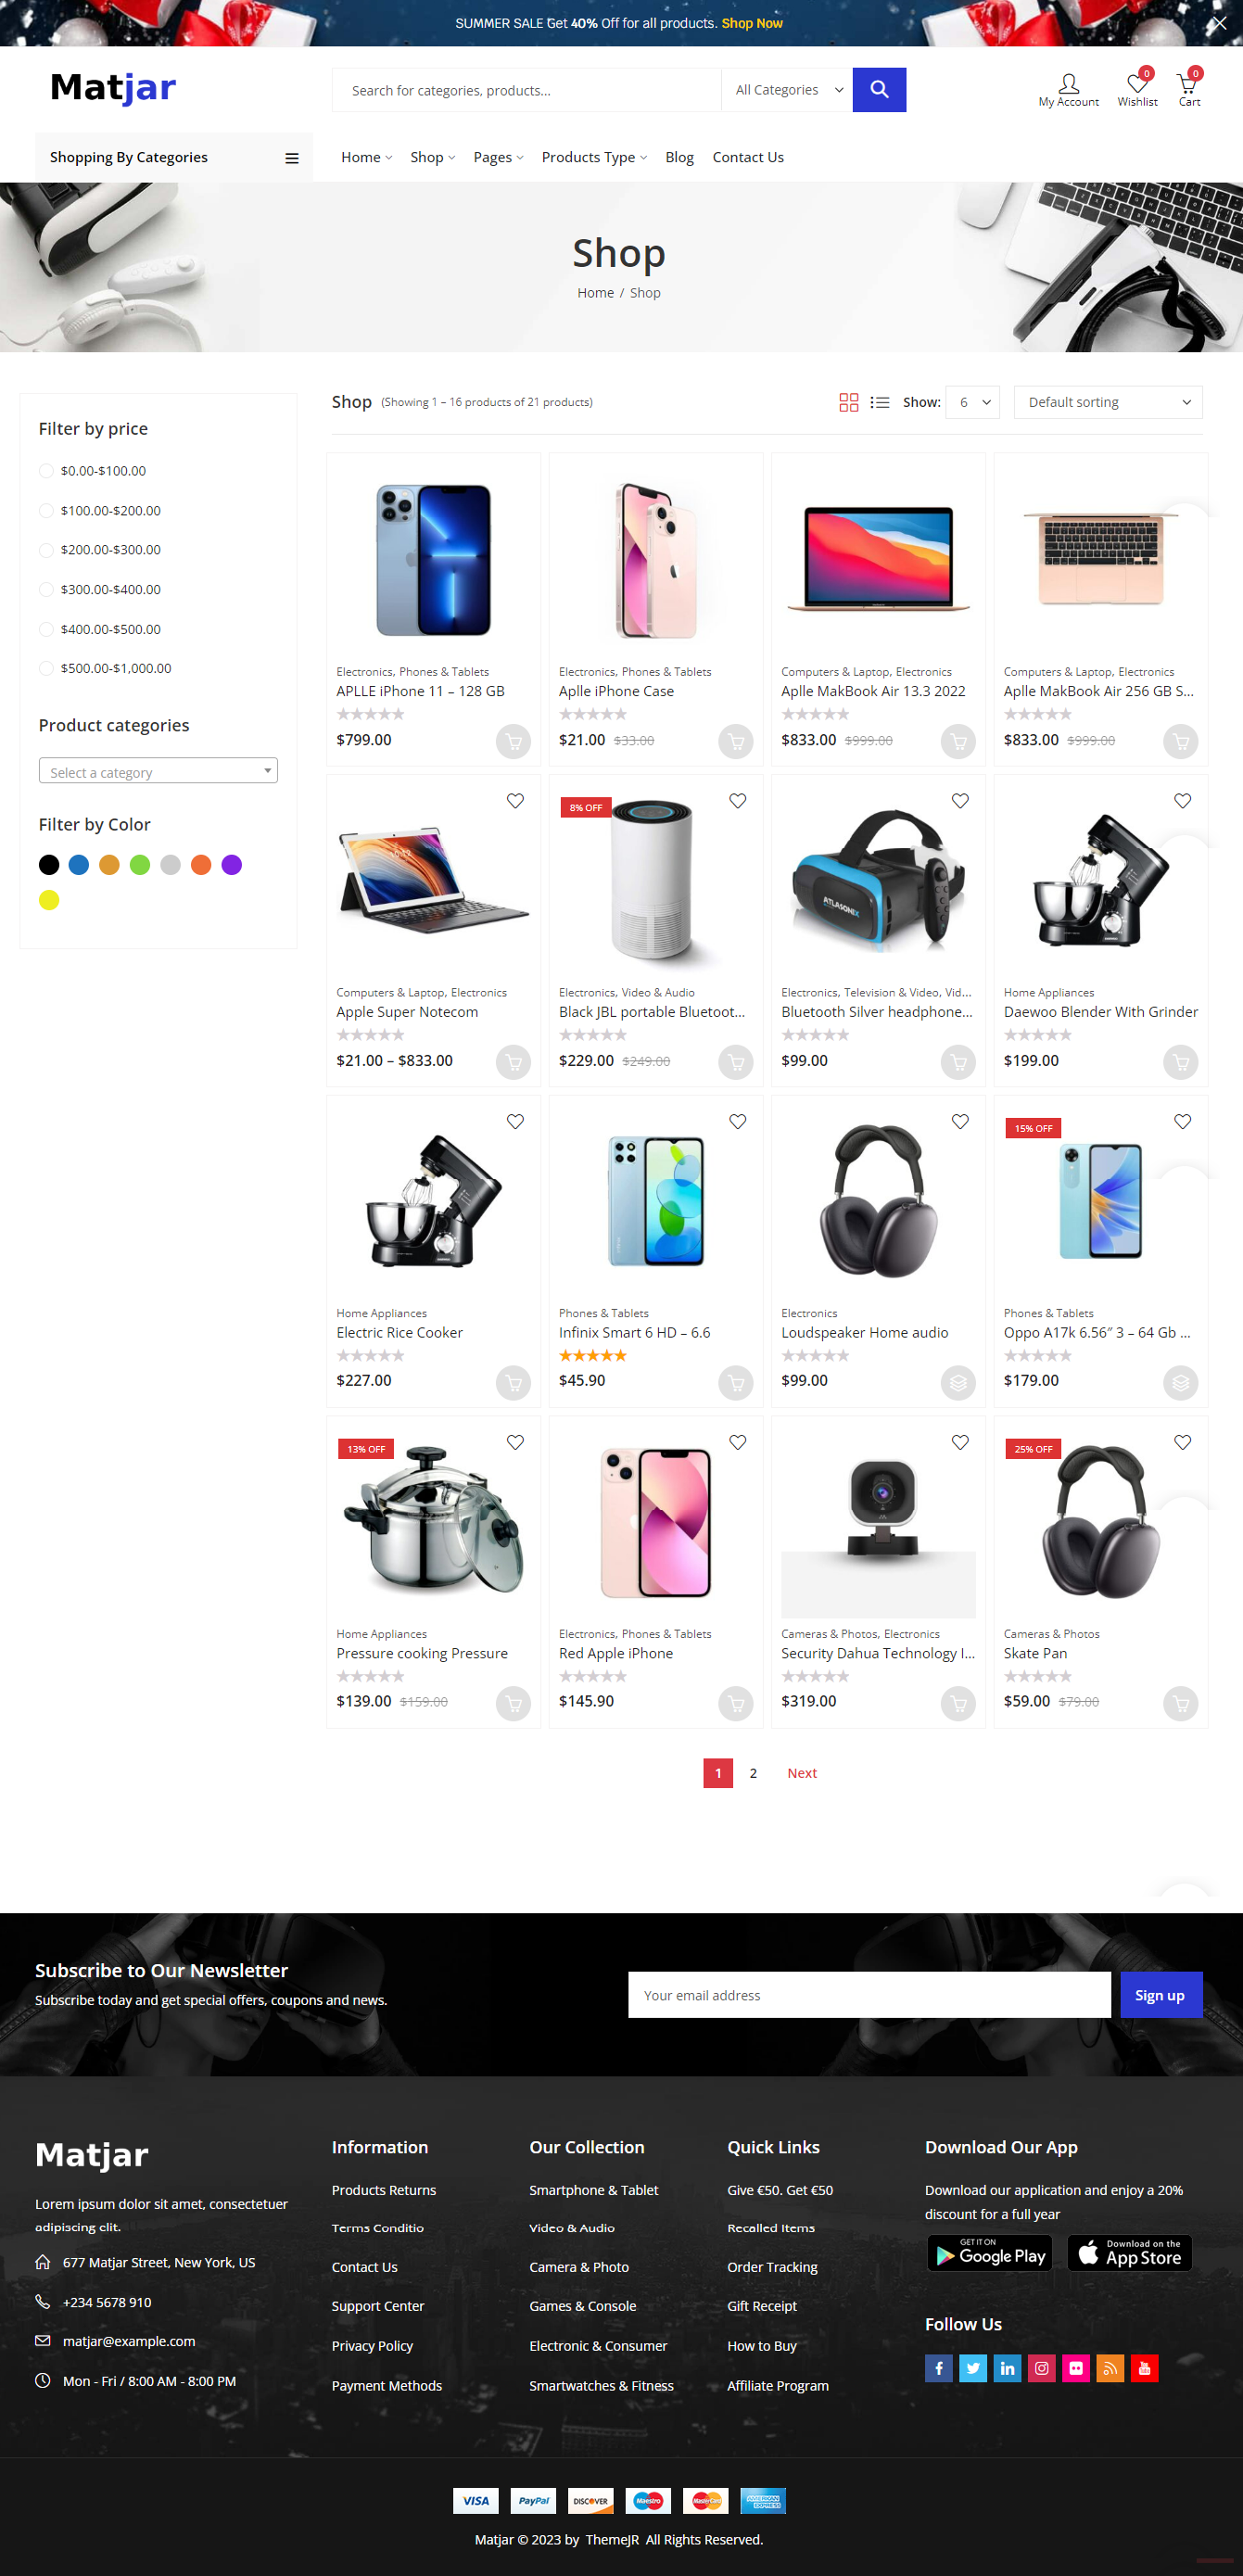 SUMMER SALE Get 40% Off for all products. Shop Now
Matjar
Search for categories, products...
All Categories
My Account
0
Wishlist
0
Cart
Shopping By Categories
Home
Shop
Pages
Products Type
Blog
Contact Us
Shop
Home / Shop
Filter by price
$0.00-$100.00
$100.00-$200.00
$200.00-$300.00
$300.00-$400.00
$400.00-$500.00
$500.00-$1,000.00
Product categories
Select a category
Filter by Color
Shop (Showing 1 – 16 products of 21 products)
Show: 6
Default sorting
Electronics, Phones & Tablets
APLLE iPhone 11 – 128 GB
$799.00
Electronics, Phones & Tablets
Aplle iPhone Case
$21.00 $33.00
Computers & Laptop, Electronics
Aplle MakBook Air 13.3 2022
$833.00 $999.00
Computers & Laptop, Electronics
Aplle MakBook Air 256 GB S...
$833.00 $999.00
Computers & Laptop, Electronics
Apple Super Notecom
$21.00 – $833.00
8% OFF
Electronics, Video & Audio
Black JBL portable Bluetoot...
$229.00 $249.00
ATLASONIX
Electronics, Television & Video, Vid...
Bluetooth Silver headphone...
$99.00
Home Appliances
Daewoo Blender With Grinder
$199.00
Home Appliances
Electric Rice Cooker
$227.00
Phones & Tablets
Infinix Smart 6 HD – 6.6
$45.90
Electronics
Loudspeaker Home audio
$99.00
15% OFF
Phones & Tablets
Oppo A17k 6.56″ 3 – 64 Gb ...
$179.00
13% OFF
Home Appliances
Pressure cooking Pressure
$139.00 $159.00
Electronics, Phones & Tablets
Red Apple iPhone
$145.90
Cameras & Photos, Electronics
Security Dahua Technology I...
$319.00
25% OFF
Cameras & Photos
Skate Pan
$59.00 $79.00
1
2
Next
Subscribe to Our Newsletter
Subscribe today and get special offers, coupons and news.
Your email address
Sign up
Matjar
Lorem ipsum dolor sit amet, consectetuer
adipiscing elit.
677 Matjar Street, New York, US
+234 5678 910
matjar@example.com
Mon - Fri / 8:00 AM - 8:00 PM
Information
Products Returns
Terms Conditio
Contact Us
Support Center
Privacy Policy
Payment Methods
Our Collection
Smartphone & Tablet
Video & Audio
Camera & Photo
Games & Console
Electronic & Consumer
Smartwatches & Fitness
Quick Links
Give €50. Get €50
Recalled Items
Order Tracking
Gift Receipt
How to Buy
Affiliate Program
Download Our App
Download our application and enjoy a 20%
discount for a full year
GET IT ON
Google Play
Download on the
App Store
Follow Us
VISA
PayPal
DISCOVER
Maestro
MasterCard
AMERICAN EXPRESS
Matjar © 2023 by ThemeJR All Rights Reserved.